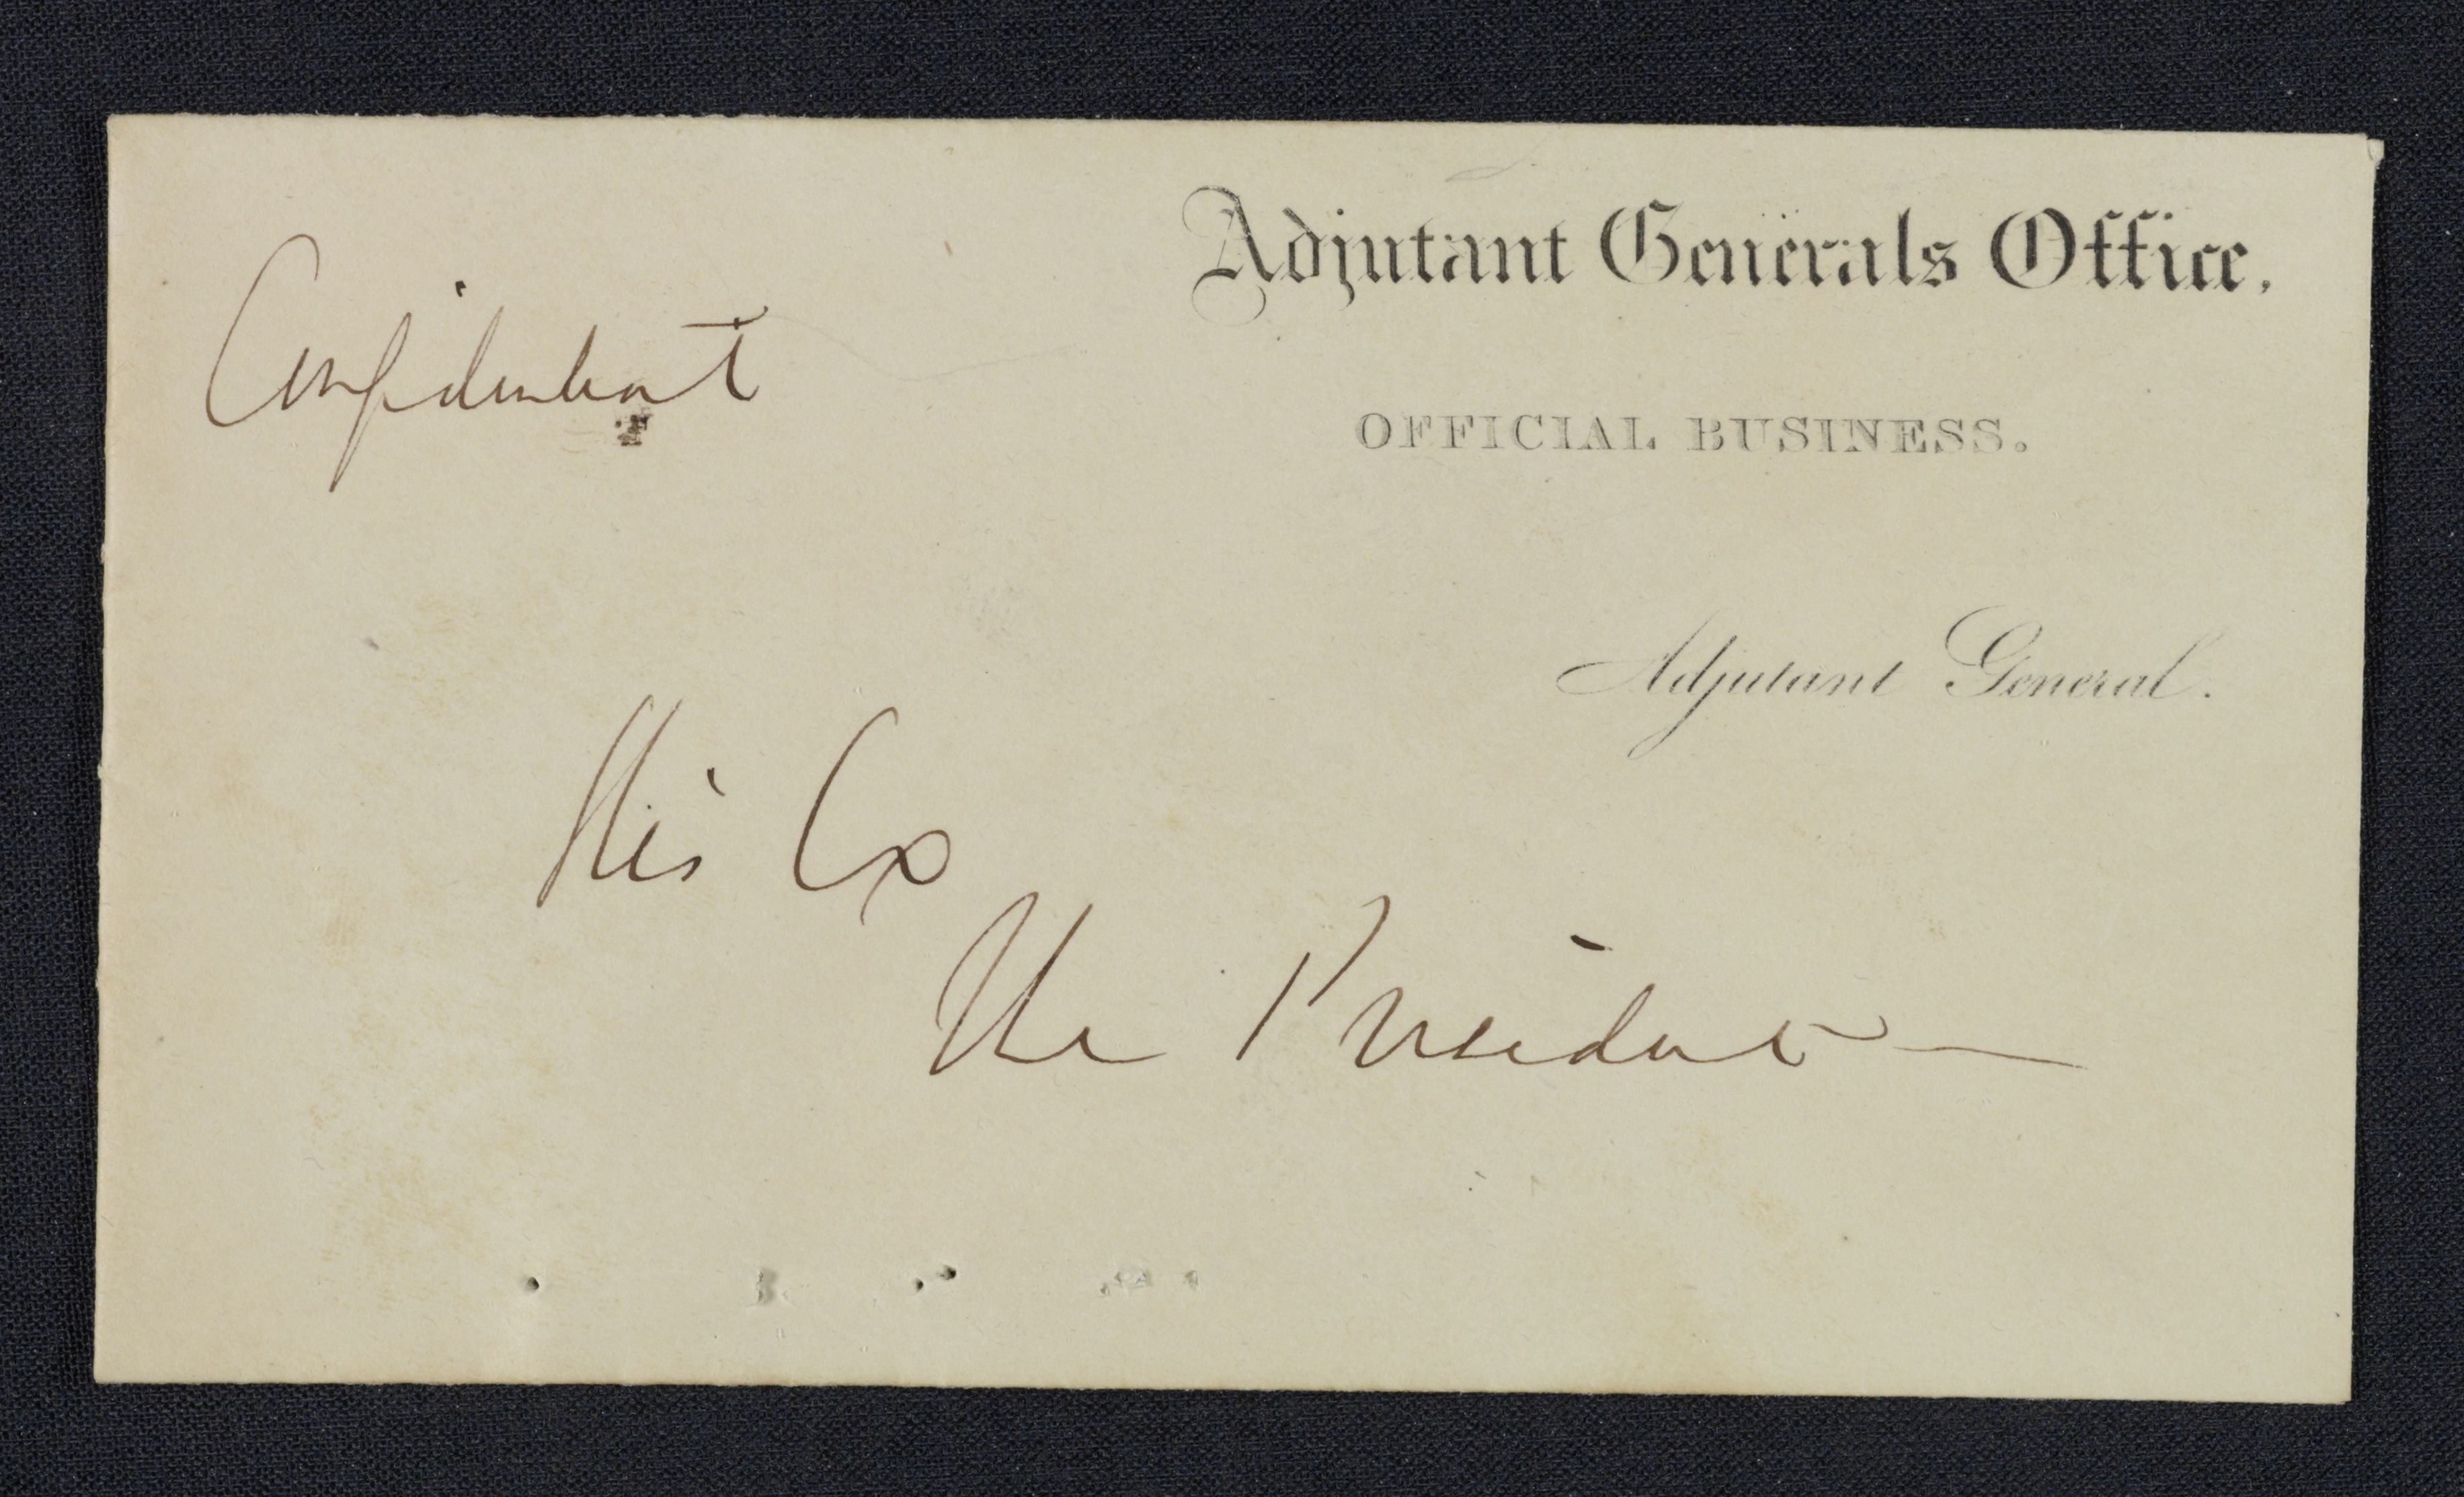 Adjutant Generals Office.
Confidential
OFFICIAL BUSINESS.
Adjutant General.
His Ex
The President